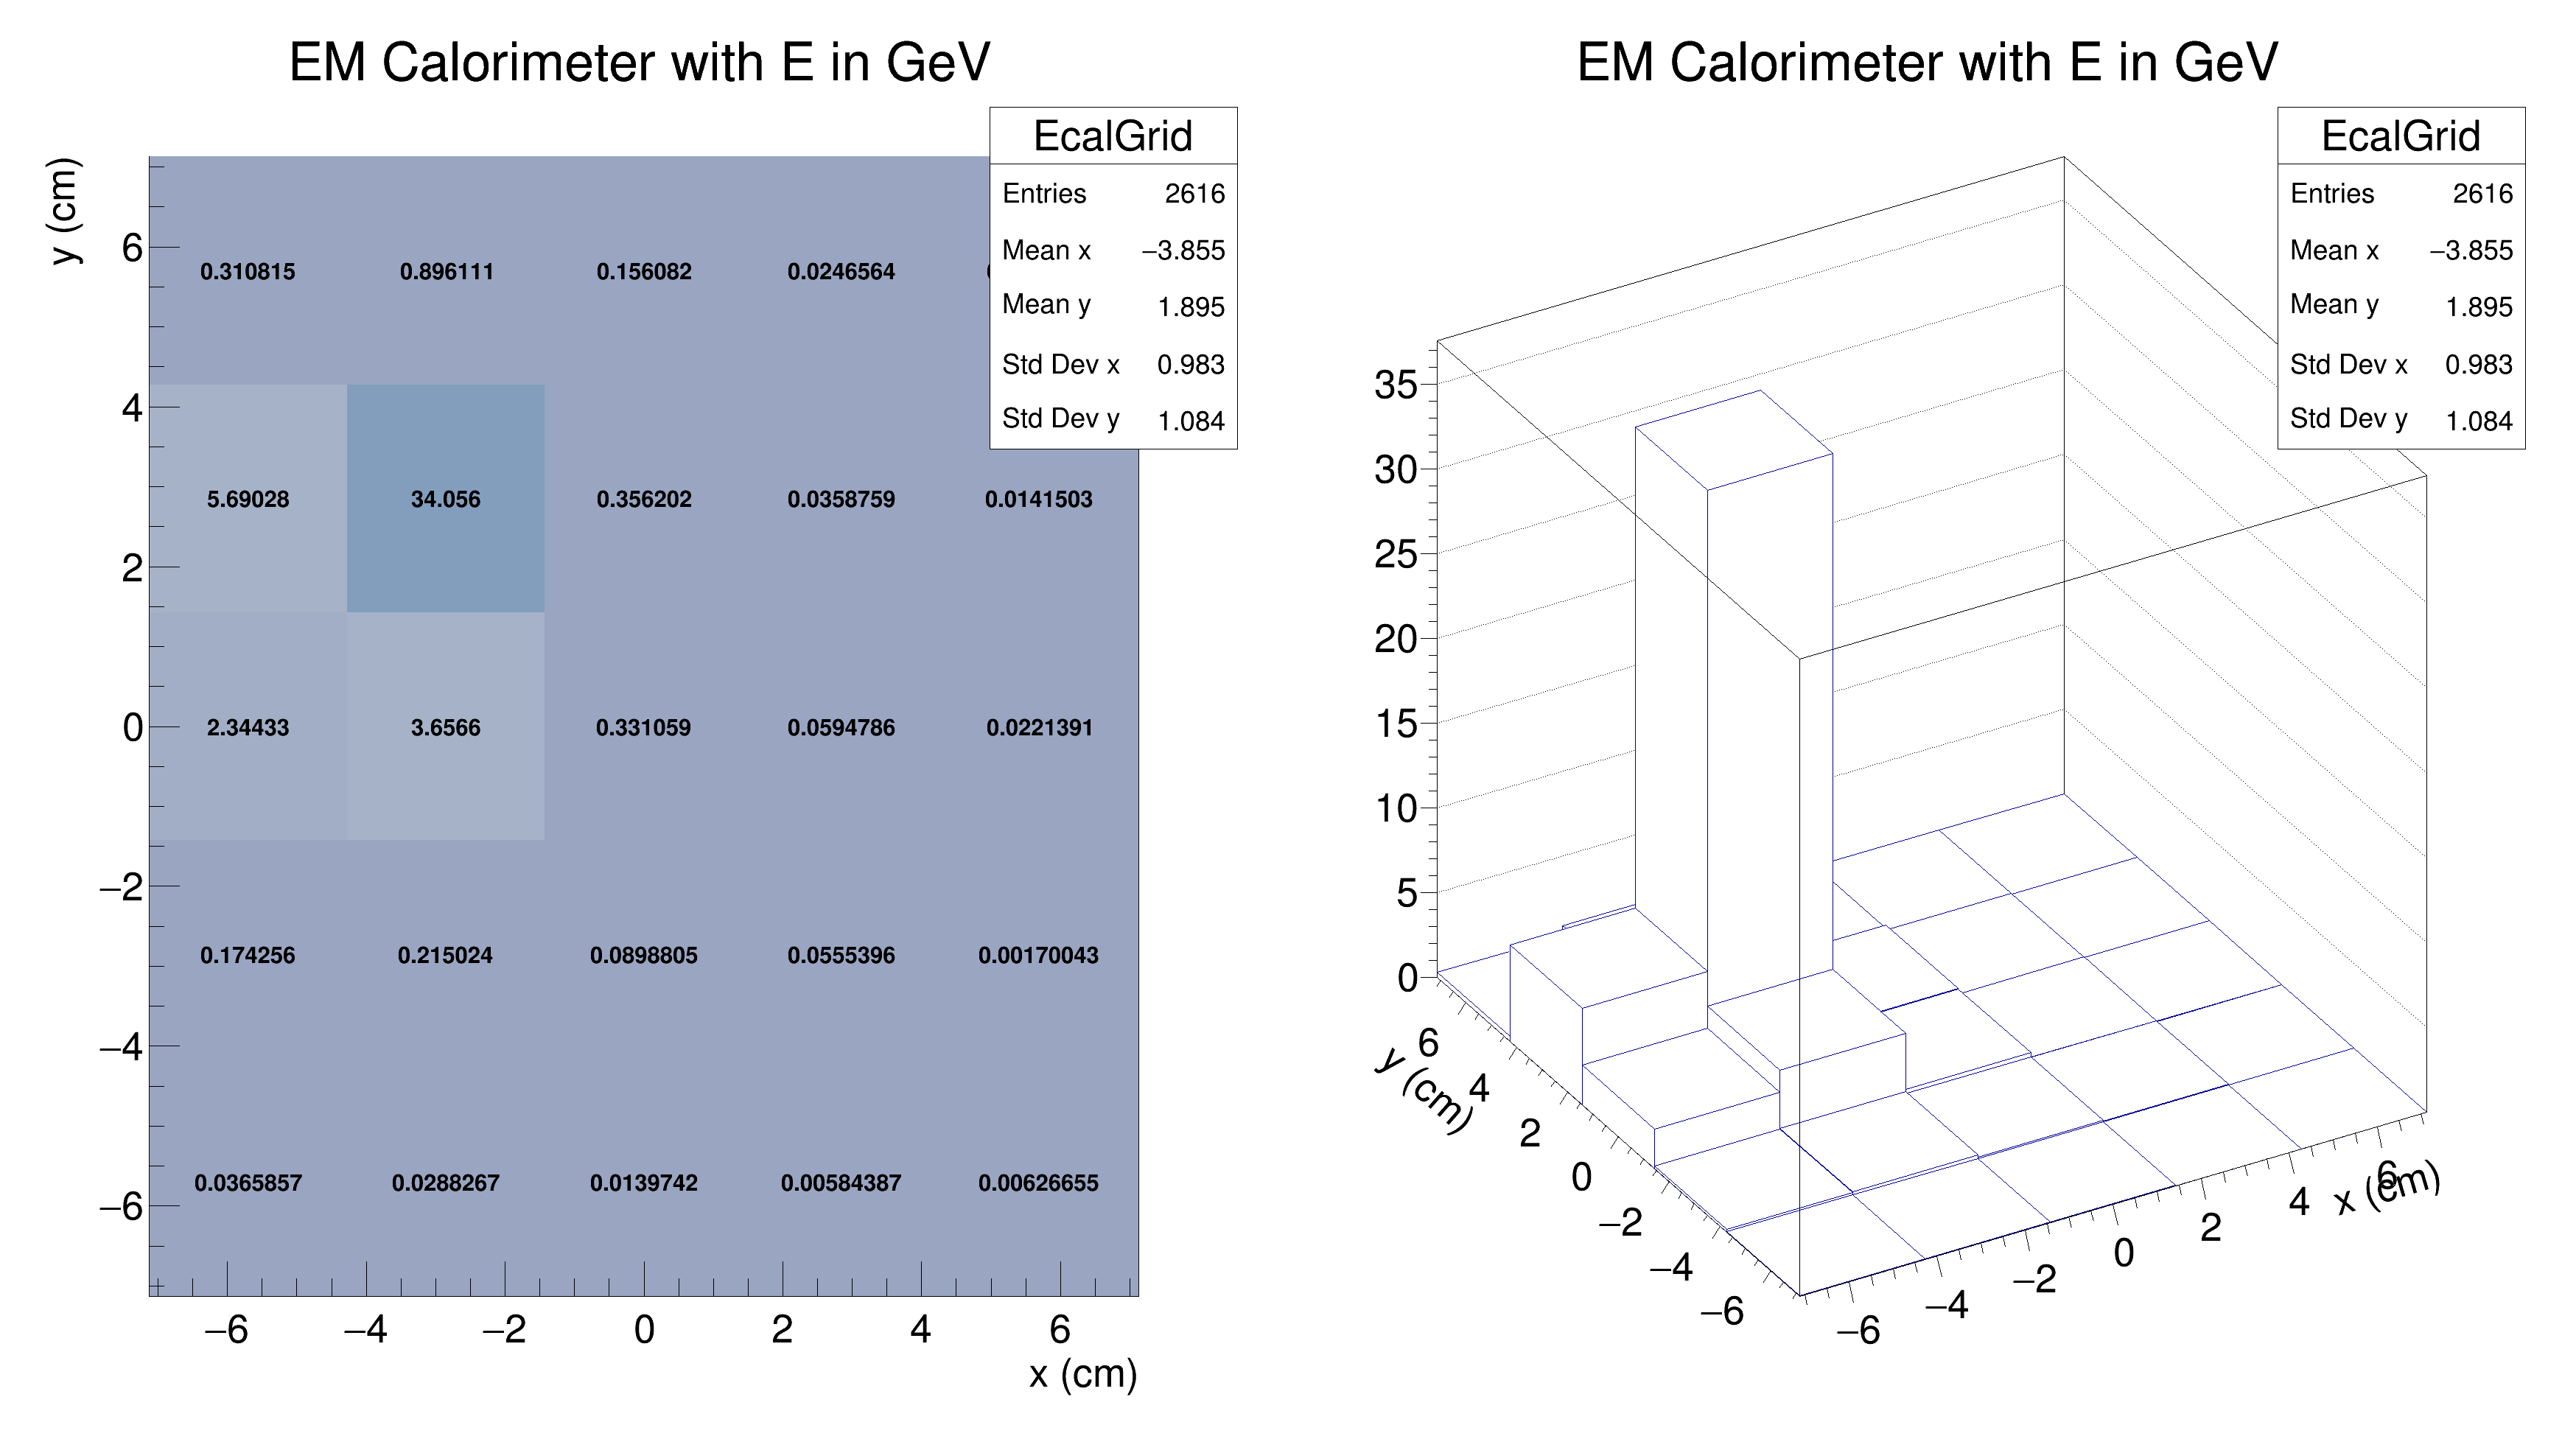 EM Calorimeter with E in GeV
EcalGrid
Entries 2616
Mean x −3.855
Mean y 1.895
Std Dev x 0.983
Std Dev y 1.084
y (cm)
6
4
2
0
−2
−4
−6
0.310815 0.896111 0.156082 0.0246564
5.69028 34.056 0.356202 0.0358759 0.0141503
2.34433 3.6566 0.331059 0.0594786 0.0221391
0.174256 0.215024 0.0898805 0.0555396 0.00170043
0.0365857 0.0288267 0.0139742 0.00584387 0.00626655
−6 −4 −2 0 2 4 6
x (cm)
EM Calorimeter with E in GeV
EcalGrid
Entries 2616
Mean x −3.855
Mean y 1.895
Std Dev x 0.983
Std Dev y 1.084
35
30
25
20
15
10
5
0
y (cm)
6
4
2
0
−2
−4
−6
−6
−4
−2
0
2
4
6
x (cm)